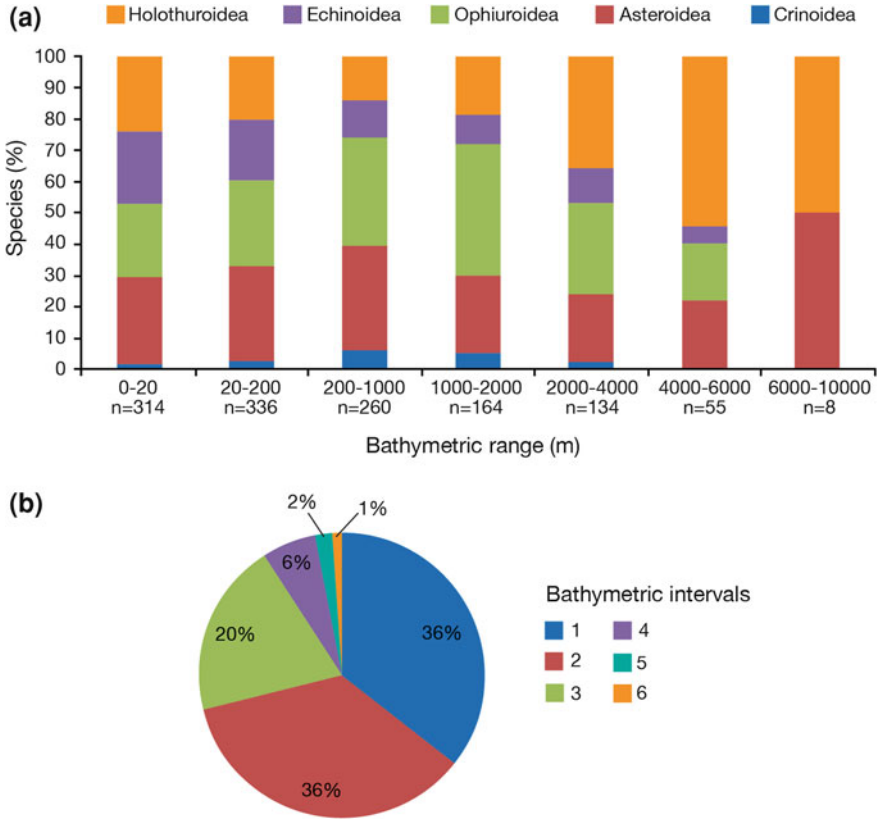 (a)
Holothuroidea Echinoidea Ophiuroidea Asteroidea Crinoidea
Species (%)
100
90
80
70
60
50
40
30
20
10
0
0-20 20-200 200-1000 1000-2000 2000-4000 4000-6000 6000-10000
n=314 n=336 n=260 n=164 n=134 n=55 n=8
Bathymetric range (m)
(b)
2% 1%
6%
36%
20%
36%
Bathymetric intervals
1 4
2 5
3 6